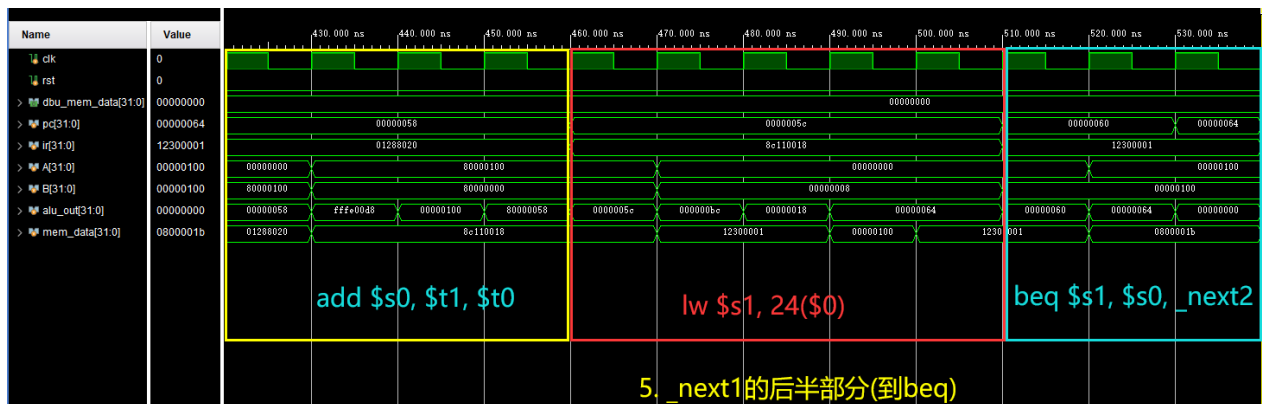 Name Value
430.000 ns 440.000 ns 450.000 ns 460.000 ns 470.000 ns 480.000 ns 490.000 ns 500.000 ns 510.000 ns 520.000 ns 530.000 ns
clk 0
rst 0
dbu_mem_data[31:0] 00000000 00000000
pc[31:0] 00000064 00000058 0000005c 00000060 00000064
ir[31:0] 12300001 01288020 8c110018 12300001
A[31:0] 00000100 00000000 80000100 00000000 00000100
B[31:0] 00000100 80000100 80000000 00000008 00000100
alu_out[31:0] 00000000 00000058 fffe00d8 00000100 80000058 0000005c 000000bc 00000018 00000064 00000060 00000064 00000000
mem_data[31:0] 0800001b 01288020 8c110018 12300001 00000100 12300001 0800001b
add $s0, $t1, $t0
lw $s1, 24($0)
beq $s1, $s0, _next2
5. _next1的后半部分(到beq)